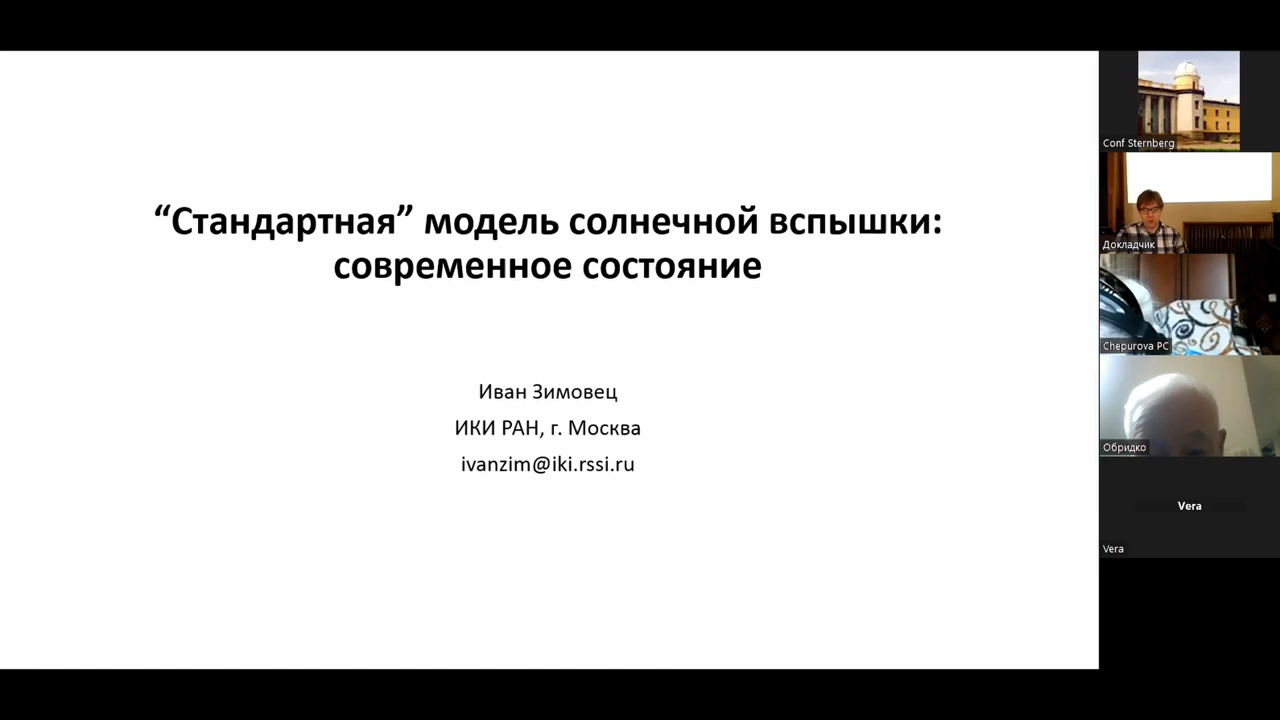 “Стандартная” модель солнечной вспышки:
современное состояние
Иван Зимовец
ИКИ РАН, г. Москва
ivanzim@iki.rssi.ru
Conf Sternberg
Докладчик
Chepurova PC
Обридко
Vera
Vera